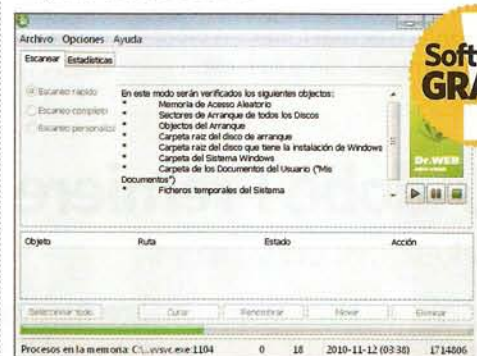 Archivo Opciones Ayuda
Escanear Estadísticas
Escaneo rápido
Escaneo completo
Escaneo personaliz
En este modo serán verificados los siguientes objectos:
* Memoria de Acceso Aleatorio
* Sectores de Arranque de todos los Discos
* Objectos del Arranque
* Carpeta raiz del disco de arranque
* Carpeta raiz del disco que tiene la instalación de Windows
* Carpeta del Sistema Windows
* Carpeta de los Documentos del Usuario ("Mis
Documentos")
* Ficheros temporales del Sistema
Soft
GRA
Dr.WEB
Objeto Ruta Estado Acción
Seleccionar todo Curar Renombrar Mover Eliminar
Procesos en la memoria: C:\...vsvc.exe:1104 0 18 2010-11-12 (03:38) 1714806